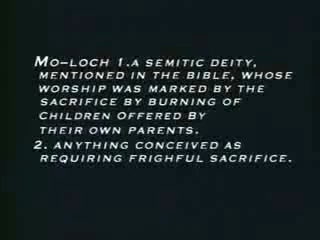 Mo-loch 1.a semitic deity,
mentioned in the bible, whose
worship was marked by the
sacrifice by burning of
children offered by
their own parents.
2. anything conceived as
requiring frighful sacrifice.